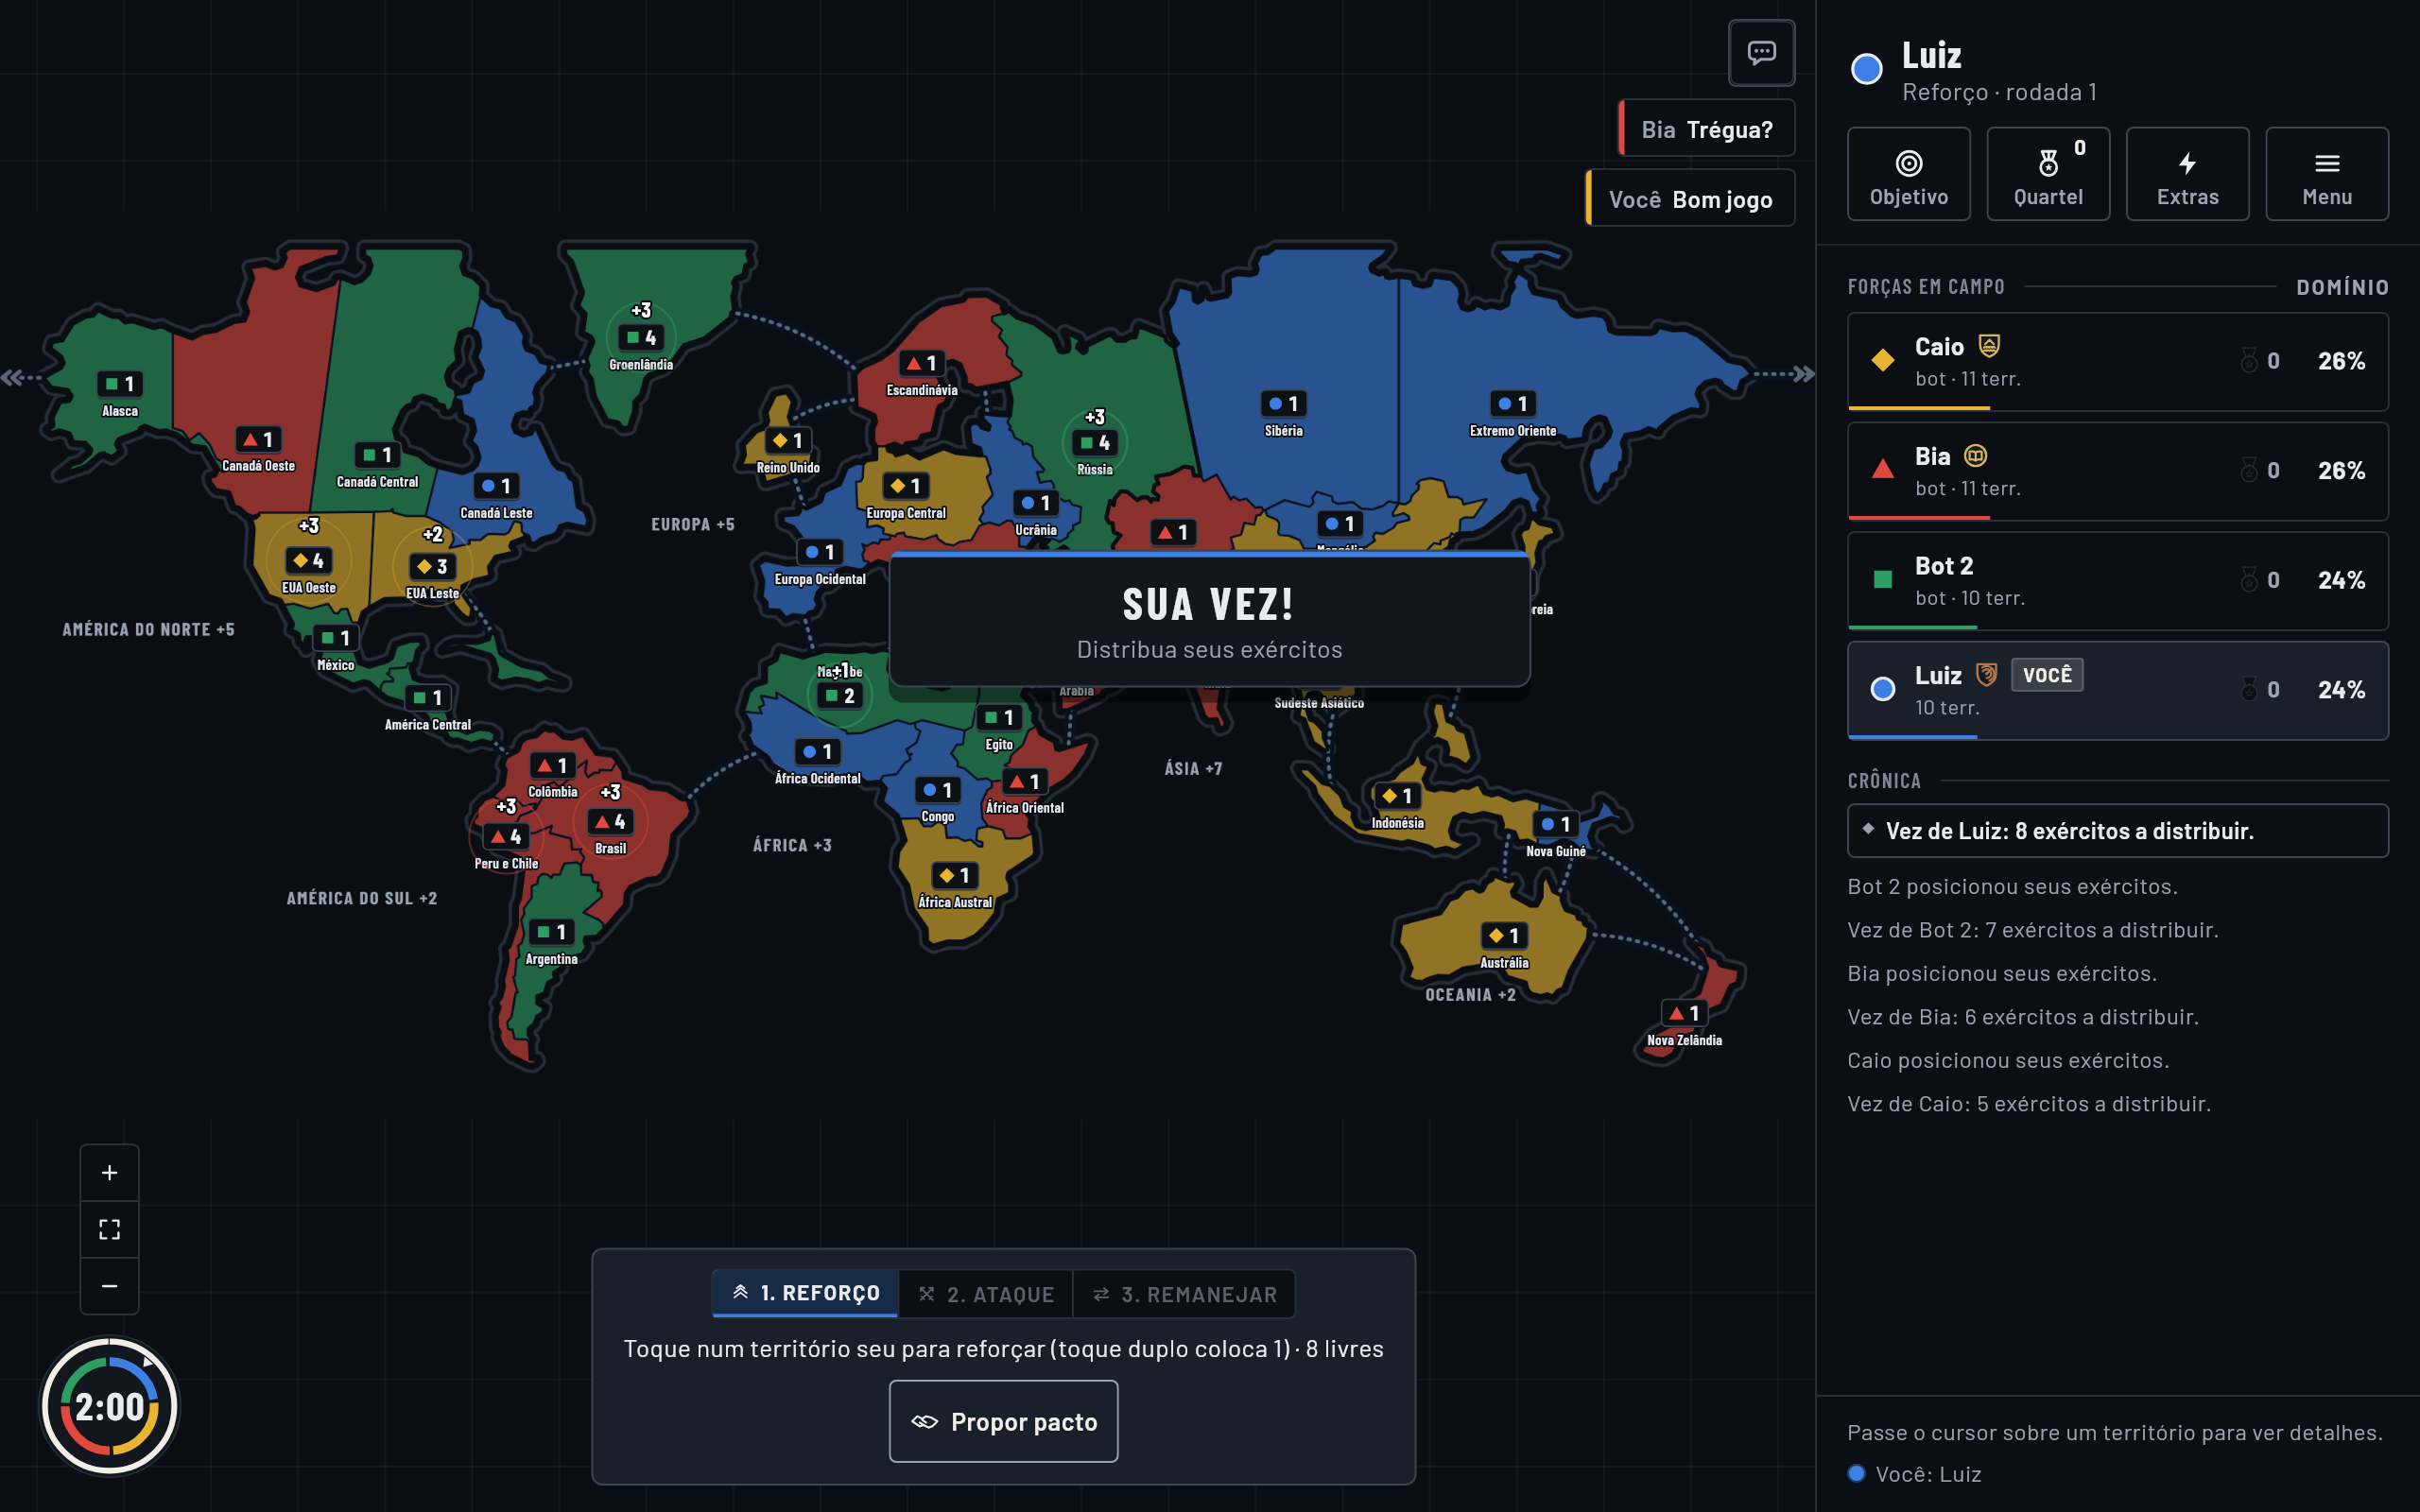 Bia Trégua?
Você Bom jogo
+3
4
Groenlândia
1
Alasca
1
Canadá Oeste
1
Canadá Central
1
Canadá Leste
1
Escandinávia
1
Reino Unido
+3
4
Rússia
1
Sibéria
1
Extremo Oriente
1
Europa Central
1
Ucrânia
1
1
EUROPA +5
+3
4
EUA Oeste
+2
3
EUA Leste
1
Europa Ocidental
AMÉRICA DO NORTE +5
1
México
1
América Central
SUA VEZ!
Distribua seus exércitos
+1
2
Sudeste Asiático
1
Egito
1
África Ocidental
ÁSIA +7
1
Colômbia
+3
4
Peru e Chile
+3
4
Brasil
1
Congo
1
África Oriental
1
Indonésia
1
Nova Guiné
ÁFRICA +3
1
África Austral
AMÉRICA DO SUL +2
1
Argentina
1
Austrália
OCEANIA +2
1
Nova Zelândia
+
−
2:00
1. REFORÇO
2. ATAQUE
3. REMANEJAR
Toque num território seu para reforçar (toque duplo coloca 1) · 8 livres
Propor pacto
Luiz
Reforço · rodada 1
Objetivo
0
Quartel
Extras
Menu
FORÇAS EM CAMPO
DOMÍNIO
Caio
bot · 11 terr.
0 26%
Bia
bot · 11 terr.
0 26%
Bot 2
bot · 10 terr.
0 24%
Luiz VOCÊ
10 terr.
0 24%
CRÔNICA
Vez de Luiz: 8 exércitos a distribuir.
Bot 2 posicionou seus exércitos.
Vez de Bot 2: 7 exércitos a distribuir.
Bia posicionou seus exércitos.
Vez de Bia: 6 exércitos a distribuir.
Caio posicionou seus exércitos.
Vez de Caio: 5 exércitos a distribuir.
Passe o cursor sobre um território para ver detalhes.
Você: Luiz